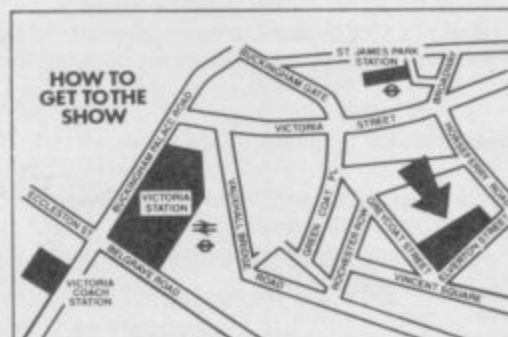 HOW TO
GET TO THE
SHOW
ST. JAMES PARK
STATION
BUCKINGHAM GATE
BROADWAY
BUCKINGHAM PALACE ROAD
VICTORIA STREET
HORSEFERRY ROAD
ECCLESTON ST
VICTORIA
STATION
VAUXHALL BRIDGE
ROAD
GREEN COAT PL
ROCHESTER ROW
GREYCOAT STREET
ELVERTON STREET
BELGRAVE ROAD
VINCENT SQUARE
VICTORIA
COACH
STATION